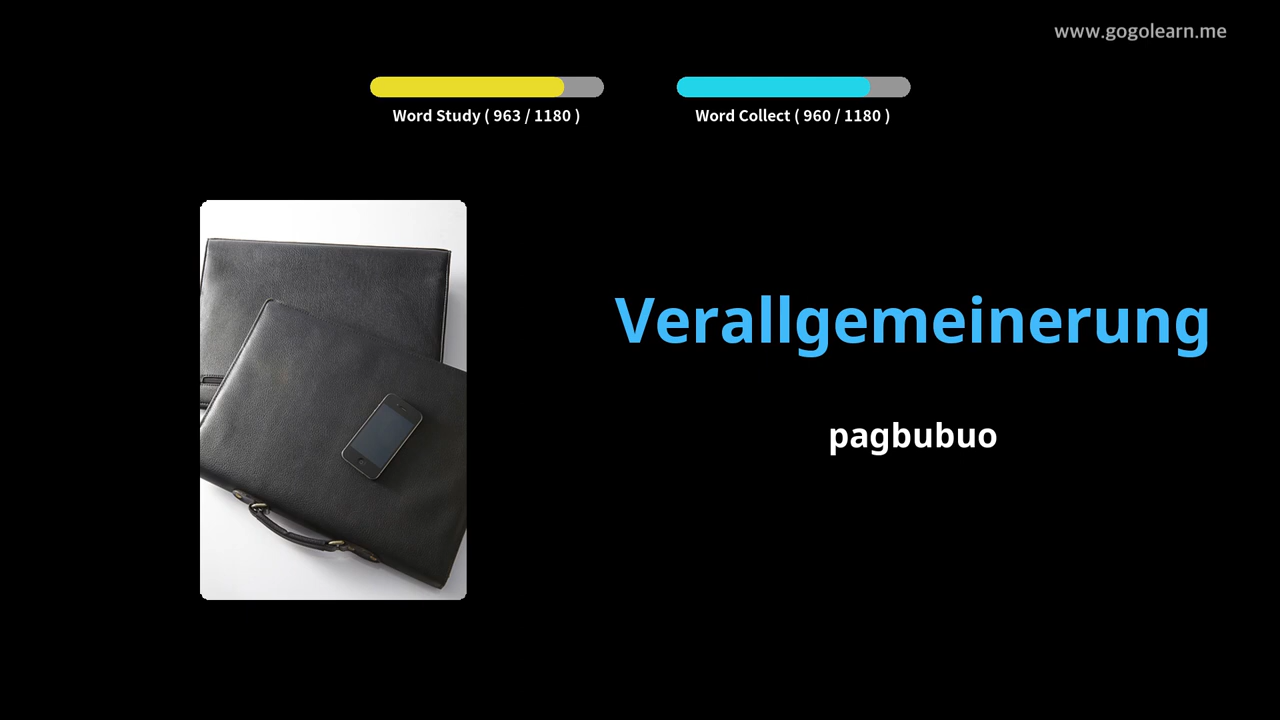 www.gogolearn.me
Word Study ( 963 / 1180 )
Word Collect ( 960 / 1180 )
Verallgemeinerung
pagbubuo